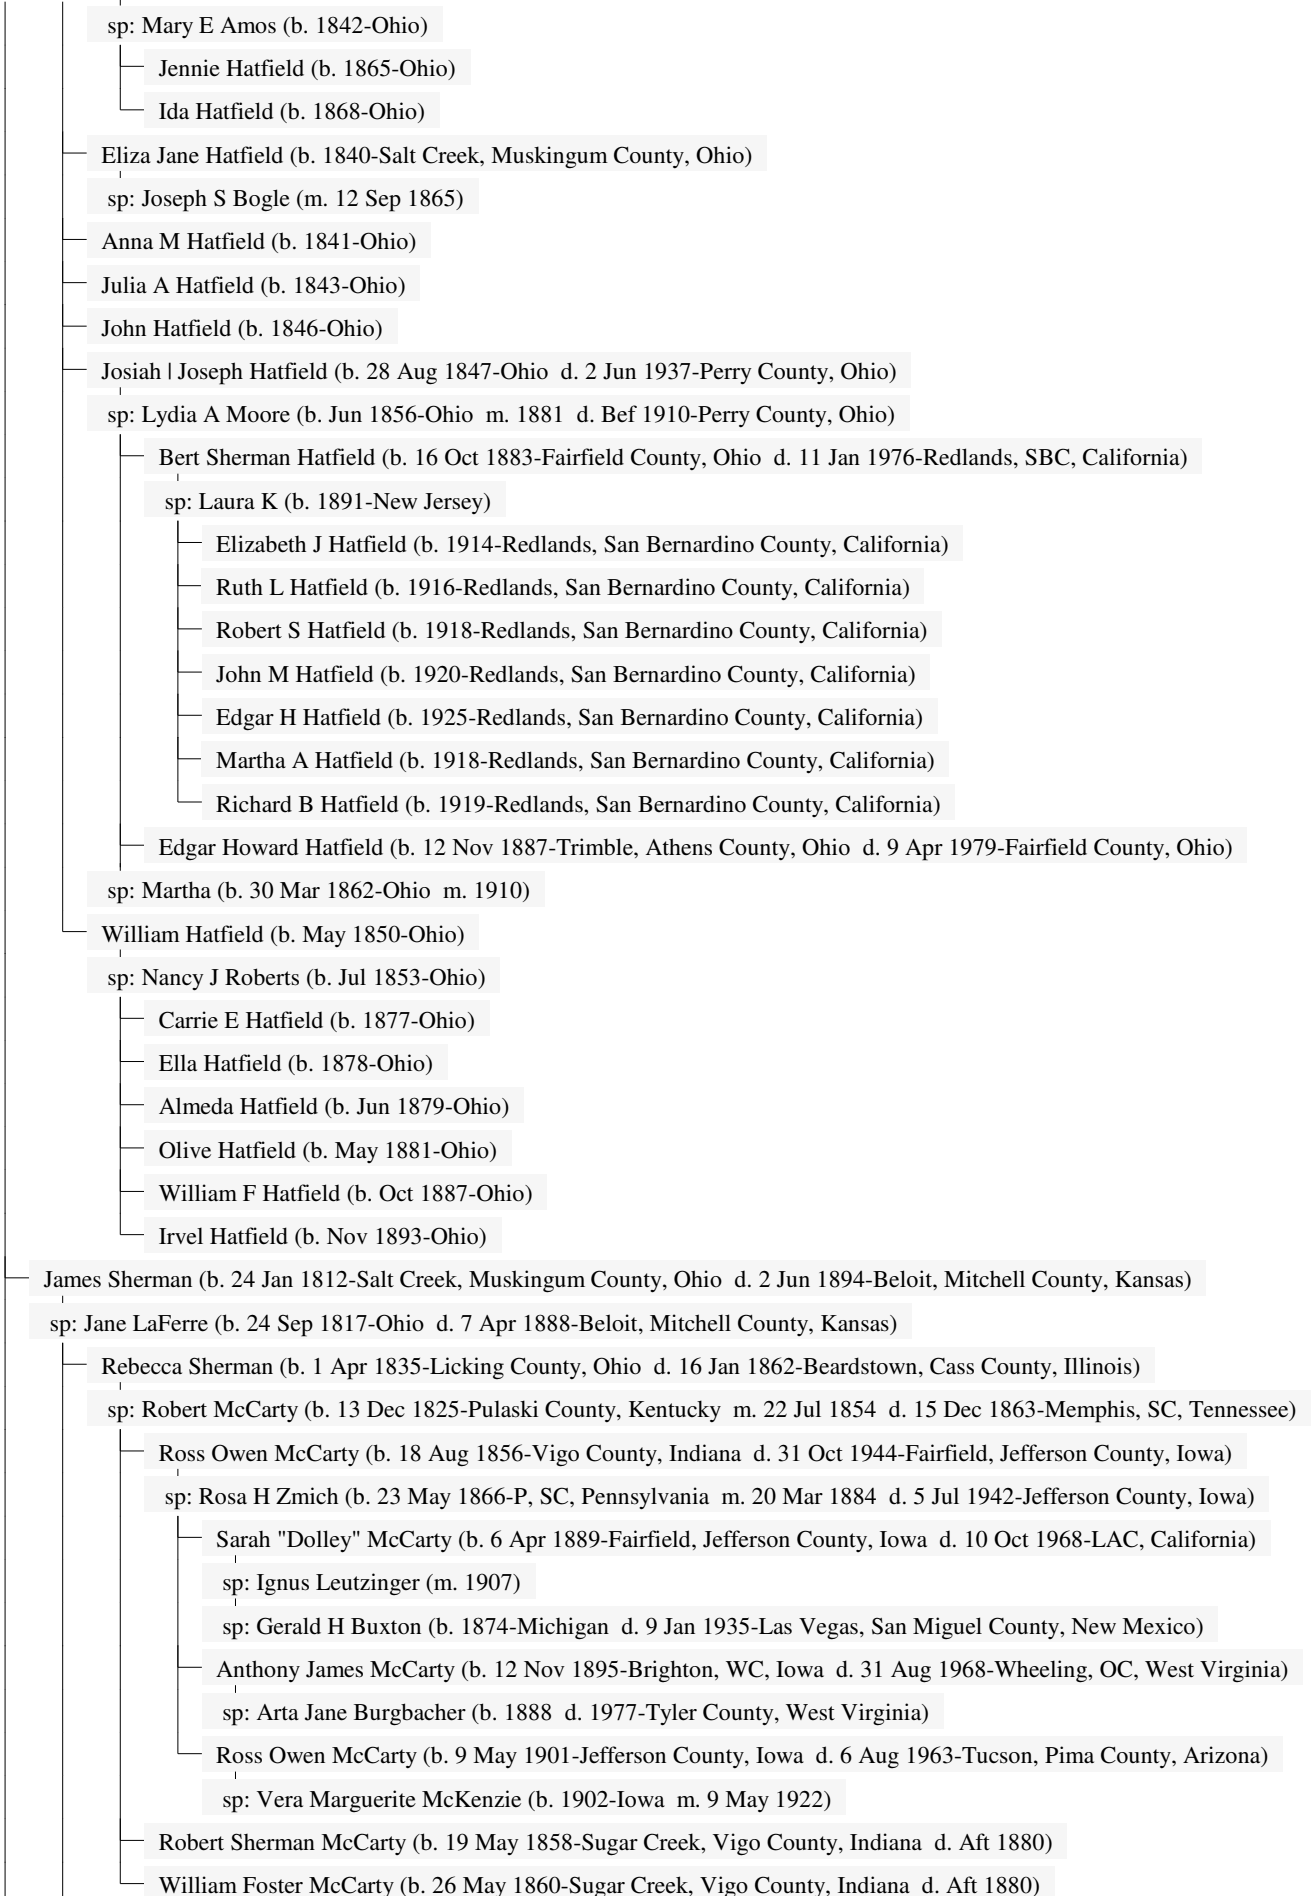 sp: Mary E Amos (b. 1842-Ohio)
Jennie Hatfield (b. 1865-Ohio)
Ida Hatfield (b. 1868-Ohio)
Eliza Jane Hatfield (b. 1840-Salt Creek, Muskingum County, Ohio)
sp: Joseph S Bogle (m. 12 Sep 1865)
Anna M Hatfield (b. 1841-Ohio)
Julia A Hatfield (b. 1843-Ohio)
John Hatfield (b. 1846-Ohio)
Josiah | Joseph Hatfield (b. 28 Aug 1847-Ohio  d. 2 Jun 1937-Perry County, Ohio)
sp: Lydia A Moore (b. Jun 1856-Ohio  m. 1881  d. Bef 1910-Perry County, Ohio)
Bert Sherman Hatfield (b. 16 Oct 1883-Fairfield County, Ohio  d. 11 Jan 1976-Redlands, SBC, California)
sp: Laura K (b. 1891-New Jersey)
Elizabeth J Hatfield (b. 1914-Redlands, San Bernardino County, California)
Ruth L Hatfield (b. 1916-Redlands, San Bernardino County, California)
Robert S Hatfield (b. 1918-Redlands, San Bernardino County, California)
John M Hatfield (b. 1920-Redlands, San Bernardino County, California)
Edgar H Hatfield (b. 1925-Redlands, San Bernardino County, California)
Martha A Hatfield (b. 1918-Redlands, San Bernardino County, California)
Richard B Hatfield (b. 1919-Redlands, San Bernardino County, California)
Edgar Howard Hatfield (b. 12 Nov 1887-Trimble, Athens County, Ohio  d. 9 Apr 1979-Fairfield County, Ohio)
sp: Martha (b. 30 Mar 1862-Ohio  m. 1910)
William Hatfield (b. May 1850-Ohio)
sp: Nancy J Roberts (b. Jul 1853-Ohio)
Carrie E Hatfield (b. 1877-Ohio)
Ella Hatfield (b. 1878-Ohio)
Almeda Hatfield (b. Jun 1879-Ohio)
Olive Hatfield (b. May 1881-Ohio)
William F Hatfield (b. Oct 1887-Ohio)
Irvel Hatfield (b. Nov 1893-Ohio)
James Sherman (b. 24 Jan 1812-Salt Creek, Muskingum County, Ohio  d. 2 Jun 1894-Beloit, Mitchell County, Kansas)
sp: Jane LaFerre (b. 24 Sep 1817-Ohio  d. 7 Apr 1888-Beloit, Mitchell County, Kansas)
Rebecca Sherman (b. 1 Apr 1835-Licking County, Ohio  d. 16 Jan 1862-Beardstown, Cass County, Illinois)
sp: Robert McCarty (b. 13 Dec 1825-Pulaski County, Kentucky  m. 22 Jul 1854  d. 15 Dec 1863-Memphis, SC, Tennessee)
Ross Owen McCarty (b. 18 Aug 1856-Vigo County, Indiana  d. 31 Oct 1944-Fairfield, Jefferson County, Iowa)
sp: Rosa H Zmich (b. 23 May 1866-P, SC, Pennsylvania  m. 20 Mar 1884  d. 5 Jul 1942-Jefferson County, Iowa)
Sarah "Dolley" McCarty (b. 6 Apr 1889-Fairfield, Jefferson County, Iowa  d. 10 Oct 1968-LAC, California)
sp: Ignus Leutzinger (m. 1907)
sp: Gerald H Buxton (b. 1874-Michigan  d. 9 Jan 1935-Las Vegas, San Miguel County, New Mexico)
Anthony James McCarty (b. 12 Nov 1895-Brighton, WC, Iowa  d. 31 Aug 1968-Wheeling, OC, West Virginia)
sp: Arta Jane Burgbacher (b. 1888  d. 1977-Tyler County, West Virginia)
Ross Owen McCarty (b. 9 May 1901-Jefferson County, Iowa  d. 6 Aug 1963-Tucson, Pima County, Arizona)
sp: Vera Marguerite McKenzie (b. 1902-Iowa  m. 9 May 1922)
Robert Sherman McCarty (b. 19 May 1858-Sugar Creek, Vigo County, Indiana  d. Aft 1880)
William Foster McCarty (b. 26 May 1860-Sugar Creek, Vigo County, Indiana  d. Aft 1880)